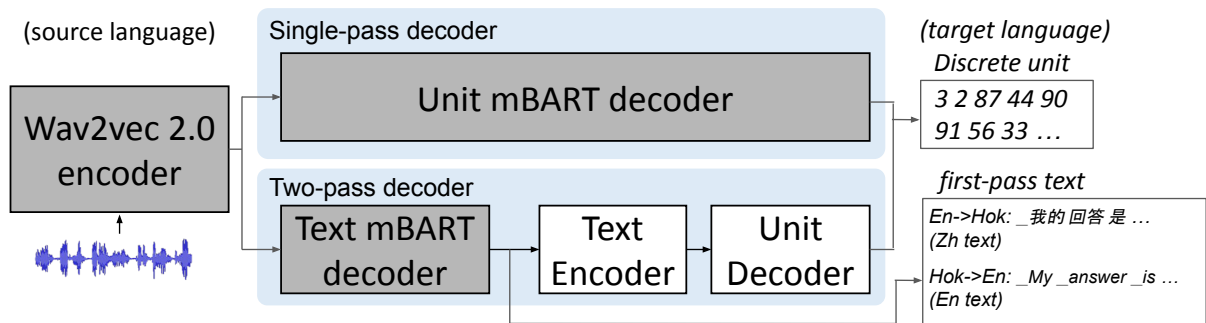 (source language)
Wav2vec 2.0
encoder
Single-pass decoder
Unit mBART decoder
Two-pass decoder
Text mBART
decoder
Text
Encoder
Unit
Decoder
(target language)
Discrete unit
3 2 87 44 90
91 56 33 ...
first-pass text
En->Hok: _我的 回答 是 ...
(Zh text)
Hok->En: _My _answer _is ...
(En text)